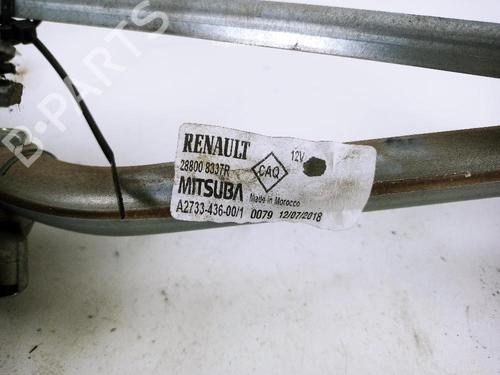 B-PARTS
RENAULT
28800 8337R
CAQ
12V
MITSUBA
Made in Morocco
A2733-436-00/1
0079 12/07/2018